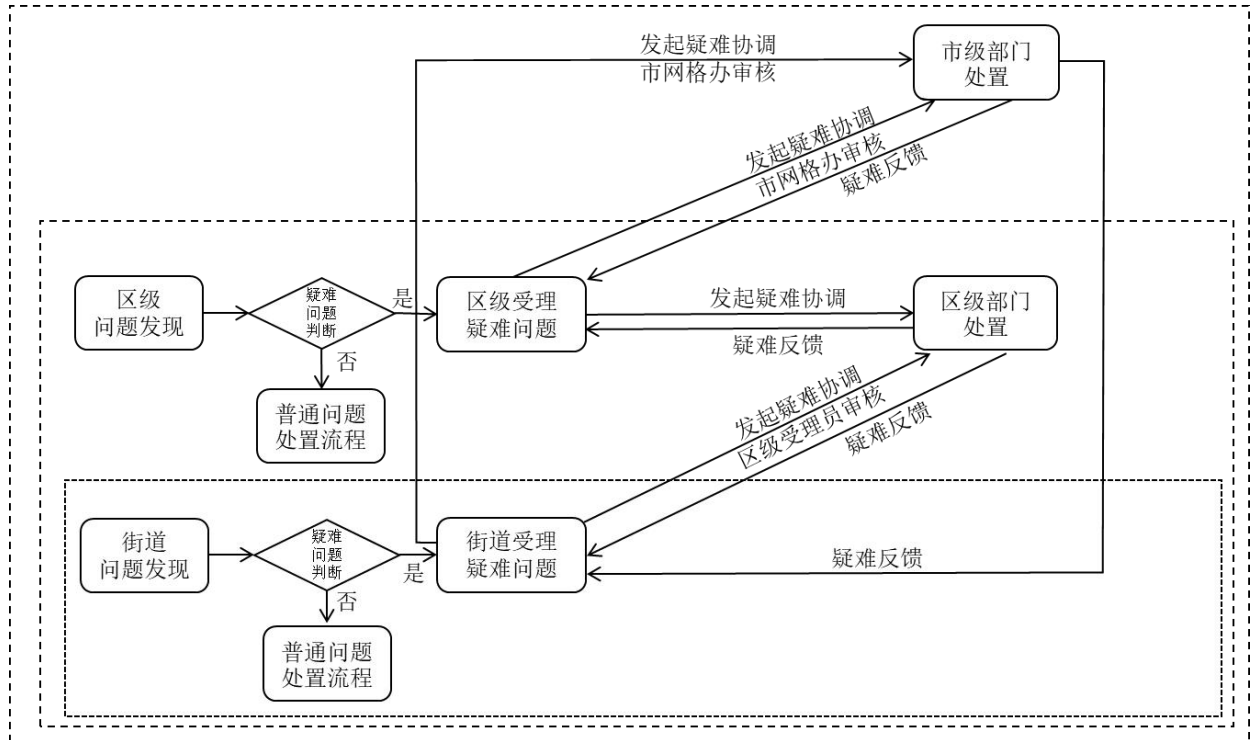 发起疑难协调
市网格办审核
市级部门
处置
发起疑难协调
市网格办审核
疑难反馈
区级
问题发现
疑难
问题
判断
是
区级受理
疑难问题
发起疑难协调
疑难反馈
区级部门
处置
否
普通问题
处置流程
发起疑难协调
区级受理员审核
疑难反馈
街道
问题发现
疑难
问题
判断
是
街道受理
疑难问题
疑难反馈
否
普通问题
处置流程